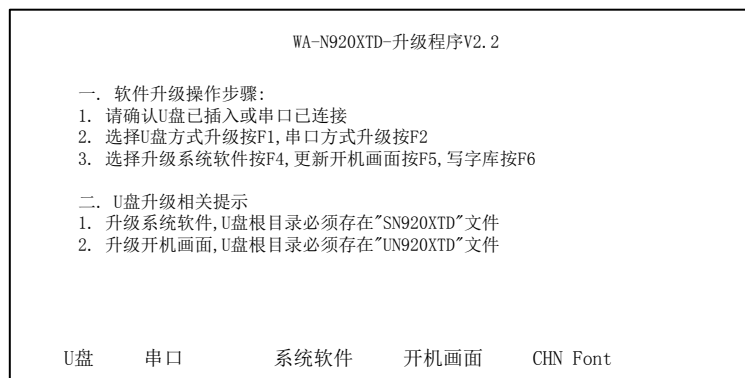 WA-N920XTD-升级程序V2.2
一. 软件升级操作步骤:
1. 请确认U盘已插入或串口已连接
2. 选择U盘方式升级按F1,串口方式升级按F2
3. 选择升级系统软件按F4,更新开机画面按F5,写字库按F6
二. U盘升级相关提示
1. 升级系统软件,U盘根目录必须存在"SN920XTD"文件
2. 升级开机画面,U盘根目录必须存在"UN920XTD"文件
U盘 串口 系统软件 开机画面 CHN Font